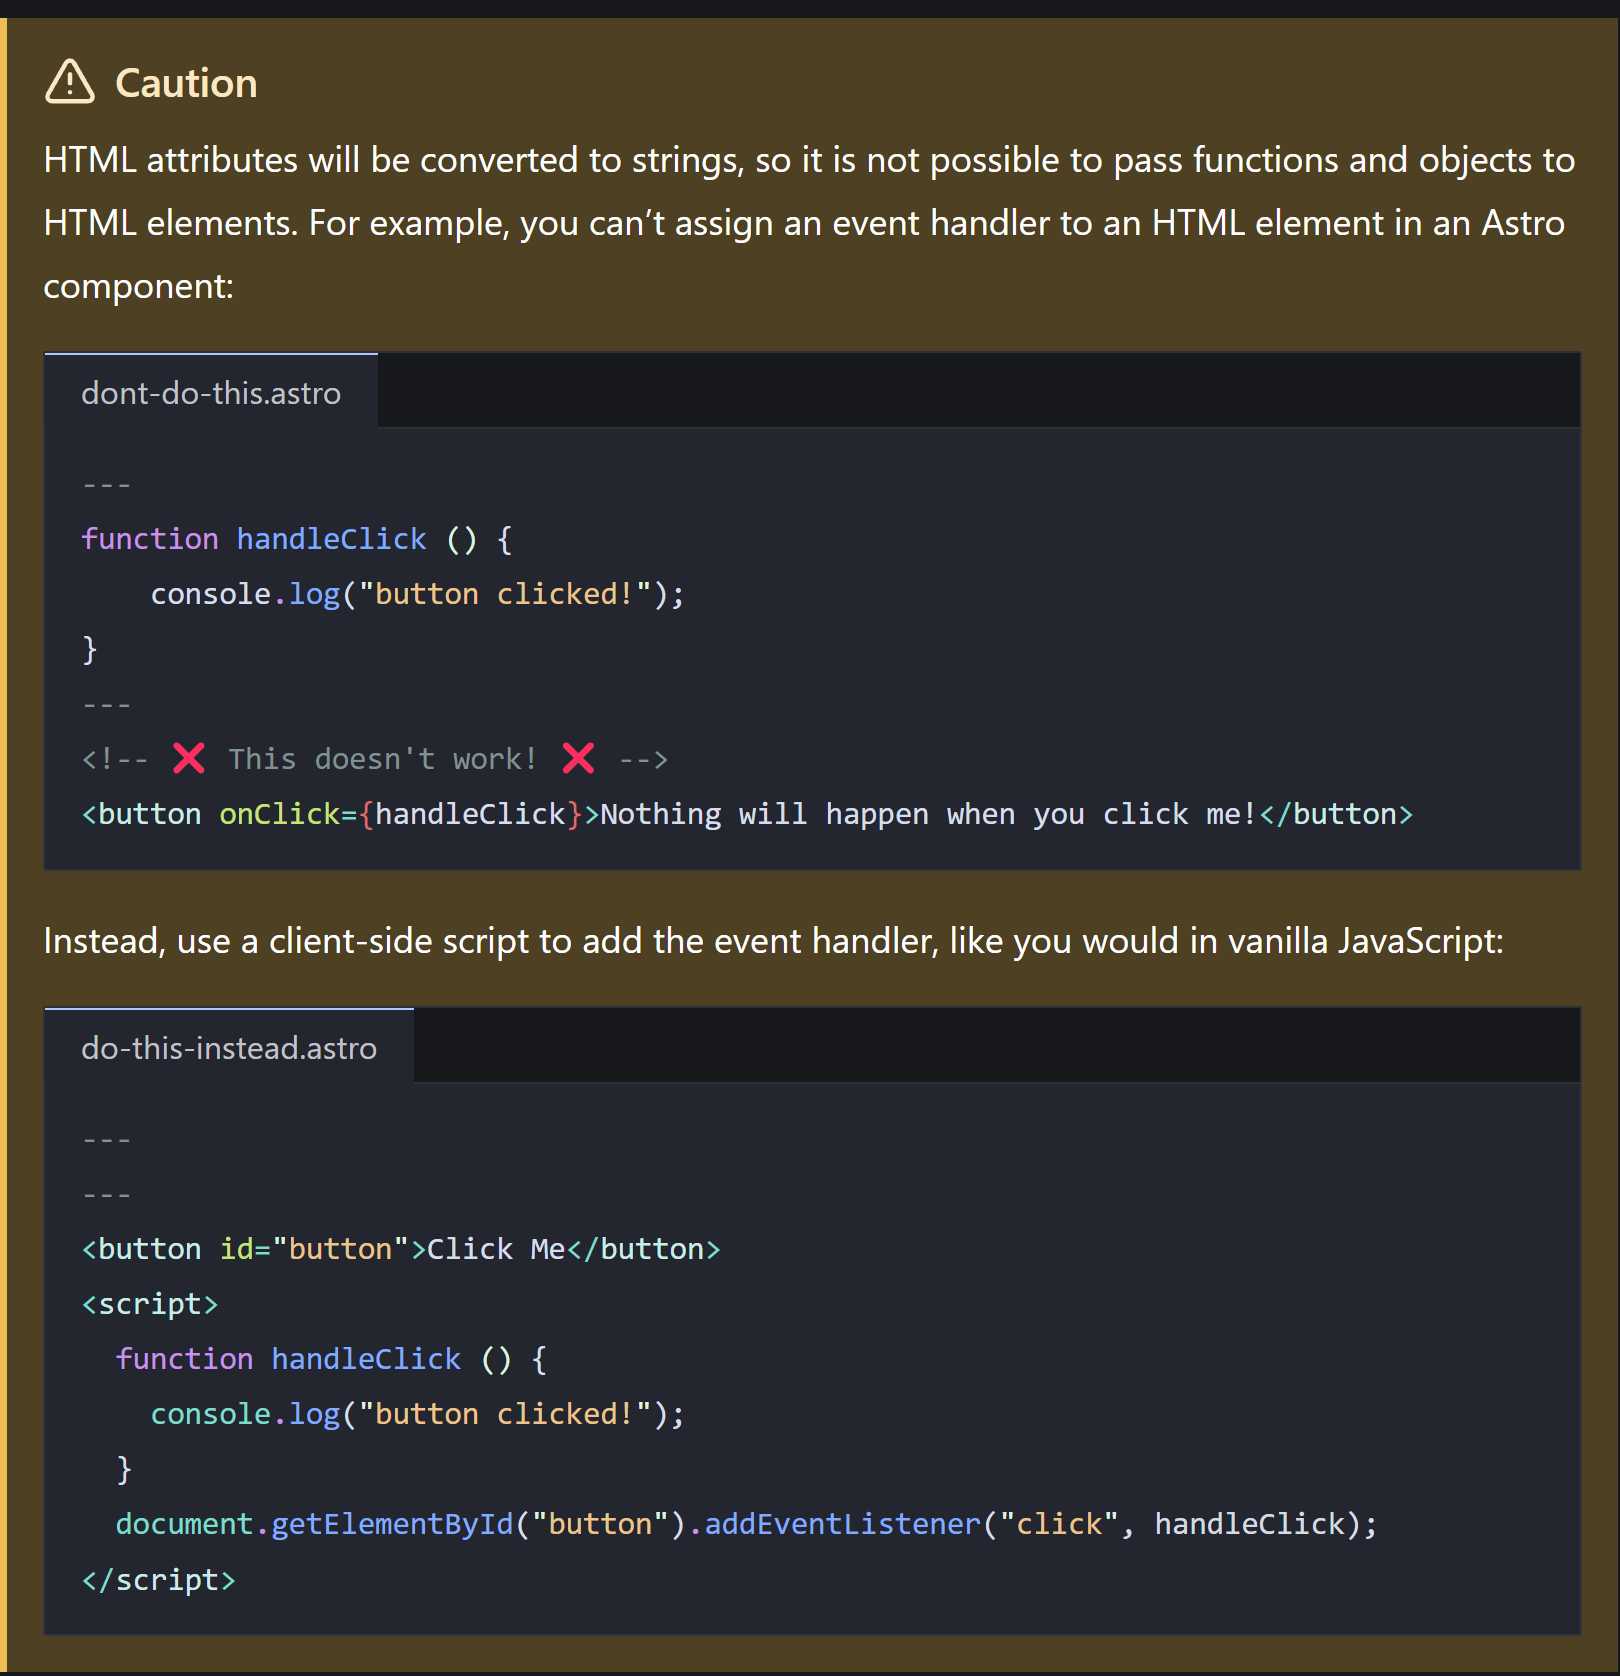 Caution
HTML attributes will be converted to strings, so it is not possible to pass functions and objects to
HTML elements. For example, you can’t assign an event handler to an HTML element in an Astro
component:
dont-do-this.astro
---
function handleClick () {
    console.log("button clicked!");
}
---
<!-- ❌ This doesn't work! ❌ -->
<button onClick={handleClick}>Nothing will happen when you click me!</button>
Instead, use a client-side script to add the event handler, like you would in vanilla JavaScript:
do-this-instead.astro
---
---
<button id="button">Click Me</button>
<script>
  function handleClick () {
    console.log("button clicked!");
  }
  document.getElementById("button").addEventListener("click", handleClick);
</script>